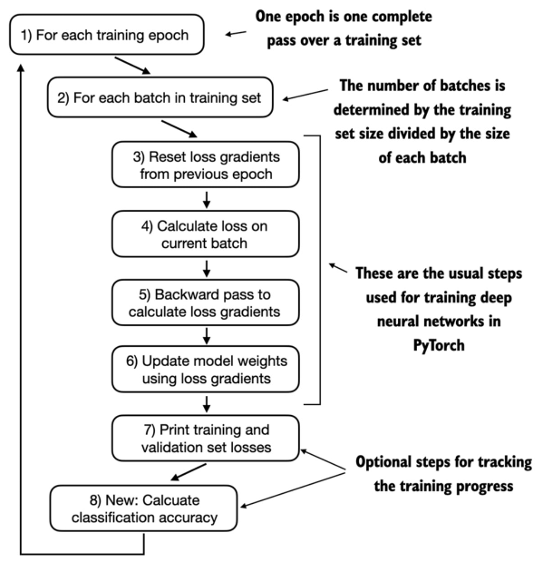 1) For each training epoch
One epoch is one complete
pass over a training set
2) For each batch in training set
The number of batches is
determined by the training
set size divided by the size
of each batch
3) Reset loss gradients
from previous epoch
4) Calculate loss on
current batch
5) Backward pass to
calculate loss gradients
These are the usual steps
used for training deep
neural networks in
PyTorch
6) Update model weights
using loss gradients
7) Print training and
validation set losses
Optional steps for tracking
the training progress
8) New: Calcuate
classification accuracy